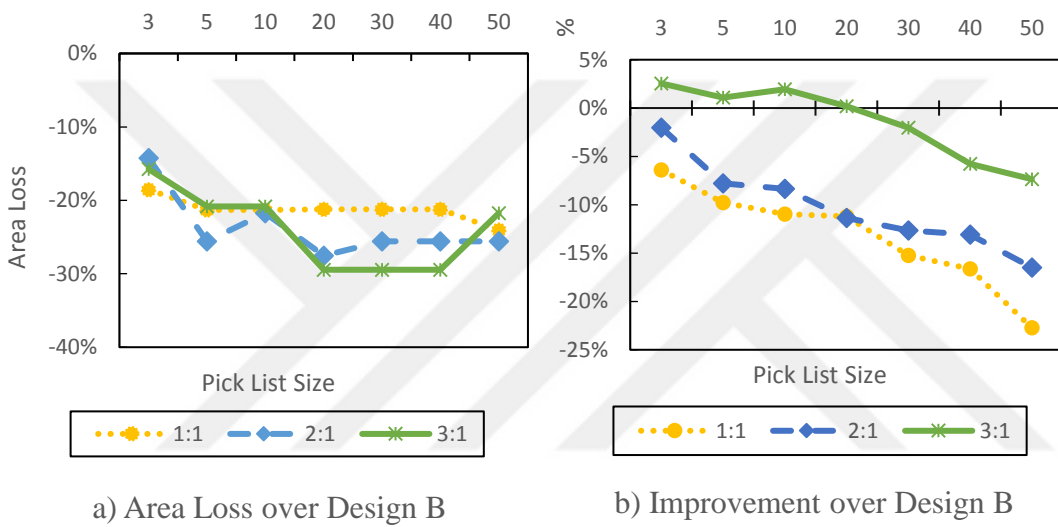 3 5 10 20 30 40 50
0%
-10%
-20%
-30%
-40%
Area Loss
Pick List Size
1:1 2:1 3:1
a) Area Loss over Design B
%
3 5 10 20 30 40 50
5%
0%
-5%
-10%
-15%
-20%
-25%
Pick List Size
1:1 2:1 3:1
b) Improvement over Design B